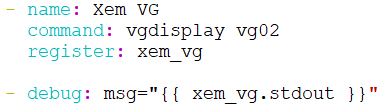 - name: Xem VG
  command: vgdisplay vg02
  register: xem_vg
- debug: msg="{{ xem_vg.stdout }}"